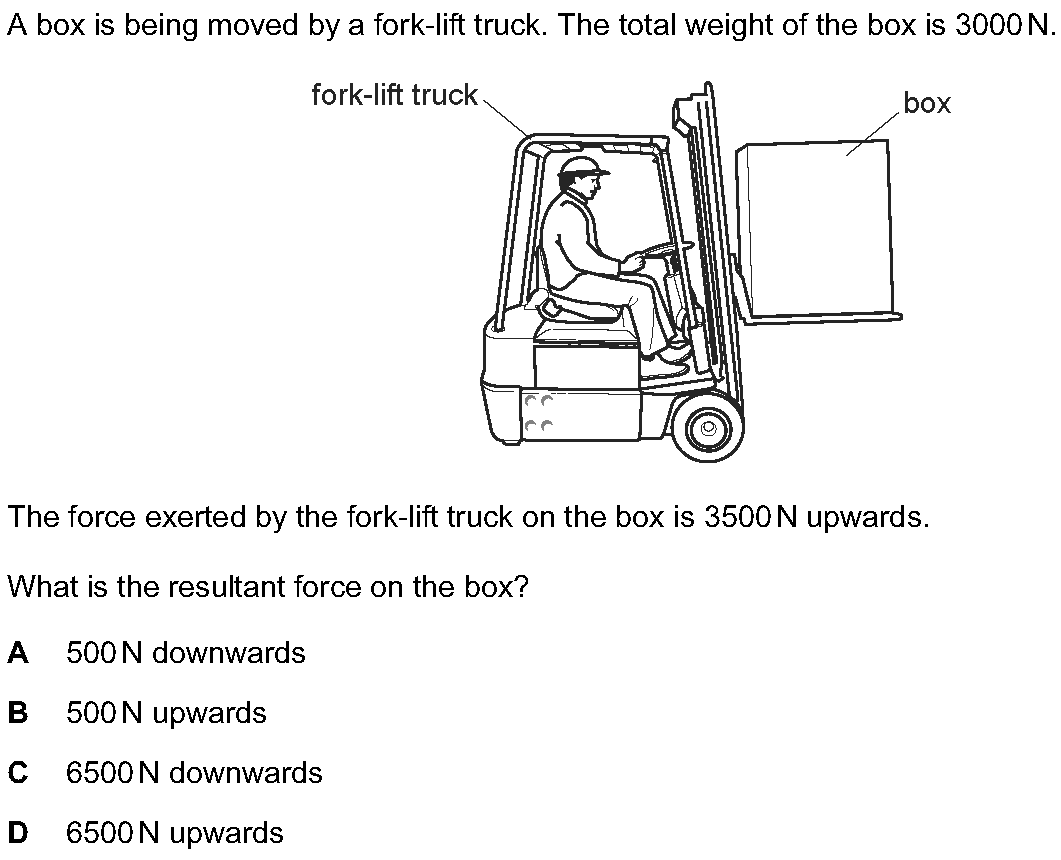 A box is being moved by a fork-lift truck. The total weight of the box is 3000 N.
fork-lift truck
box
The force exerted by the fork-lift truck on the box is 3500 N upwards.
What is the resultant force on the box?
A 500 N downwards
B 500 N upwards
C 6500 N downwards
D 6500 N upwards